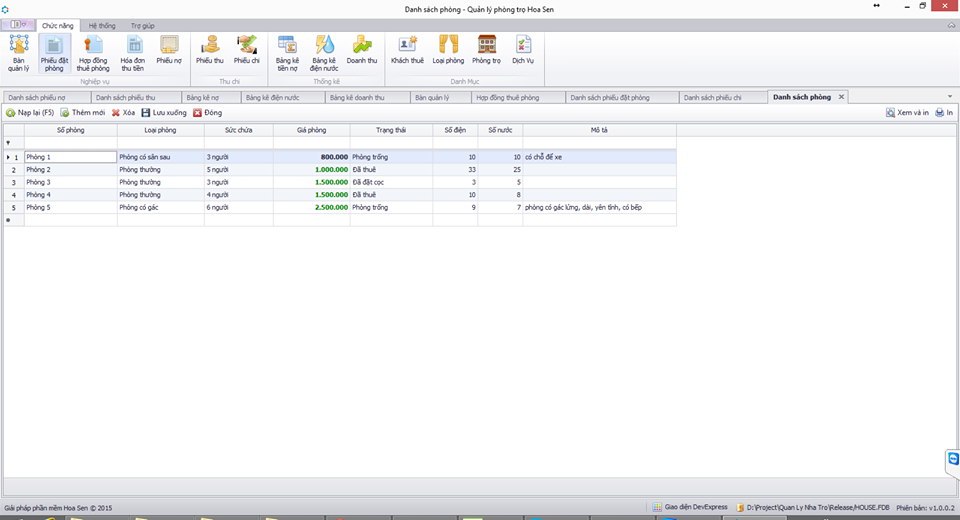 Danh sách phòng - Quản lý phòng trọ Hoa Sen
Chức năng Hệ thống Trợ giúp
Bàn quản lý
Phiếu đặt phòng
Hợp đồng thuê phòng
Hóa đơn thu tiền
Phiếu nợ
Phiếu thu
Phiếu chi
Bảng kê tiền nợ
Bảng kê điện nước
Doanh thu
Khách thuê
Loại phòng
Phòng trọ
Dịch Vụ
Nghiệp vụ Thu chi Thống kê Danh Mục
Danh sách phiếu nợ Danh sách phiếu thu Bảng kê nợ Bảng kê điện nước Bảng kê doanh thu Bàn quản lý Hợp đồng thuê phòng Danh sách phiếu đặt phòng Danh sách phiếu chi Danh sách phòng
Nạp lại (F5) Thêm mới Xóa Lưu xuống Đóng Xem và in In
Số phòng Loại phòng Sức chứa Giá phòng Trạng thái Số điện Số nước Mô tả
1 Phòng 1 Phòng có sân sau 3 người 800.000 Phòng trống 10 10 có chỗ để xe
2 Phòng 2 Phòng thường 5 người 1.000.000 Đã thuê 33 25
3 Phòng 3 Phòng thường 3 người 1.500.000 Đã đặt cọc 3 5
4 Phòng 4 Phòng thường 4 người 1.500.000 Đã thuê 10 8
5 Phòng 5 Phòng có gác 6 người 2.500.000 Phòng trống 9 7 phòng có gác lửng, dài, yên tĩnh, có bếp
Giải pháp phần mềm Hoa Sen © 2015 Giao diện DevExpress D:\Project\Quan Ly Nha Tro\Release/HOUSE.FDB Phiên bản: v1.0.0.2